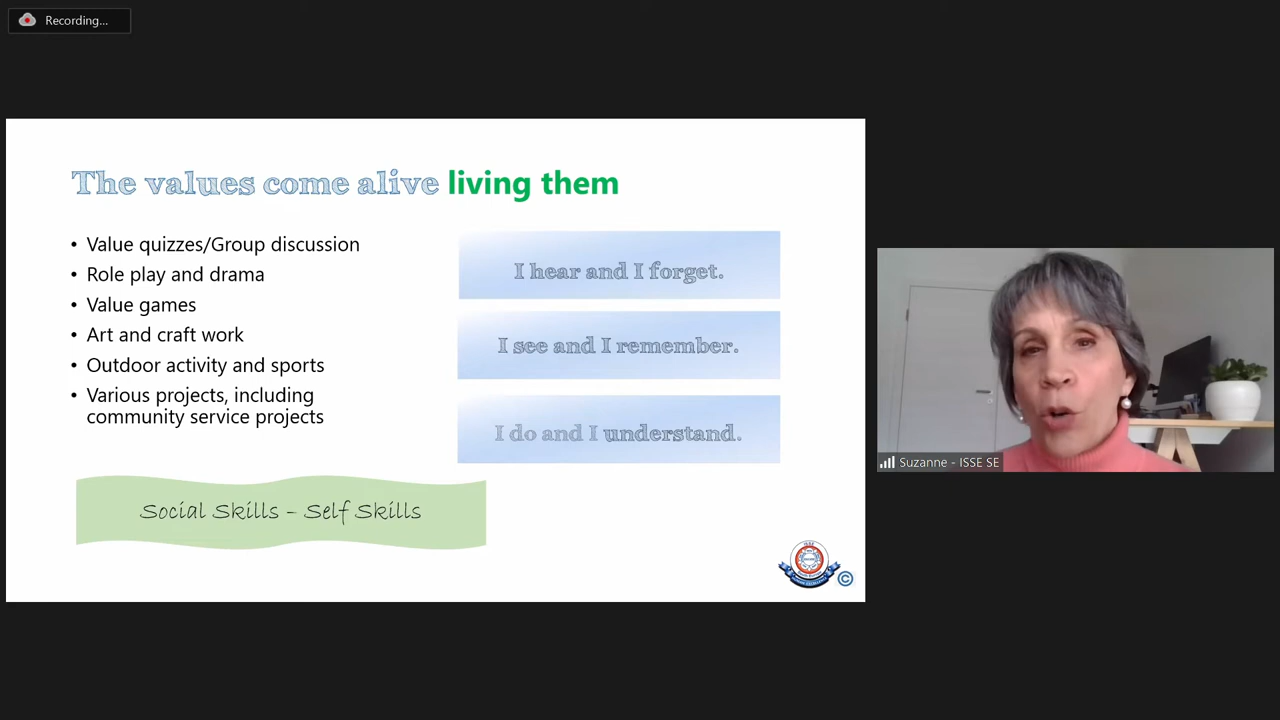 Recording...
The values come alive living them
• Value quizzes/Group discussion
• Role play and drama
• Value games
• Art and craft work
• Outdoor activity and sports
• Various projects, including
community service projects
I hear and I forget.
I see and I remember.
I do and I understand.
Social Skills – Self Skills
©
Suzanne - ISSE SE